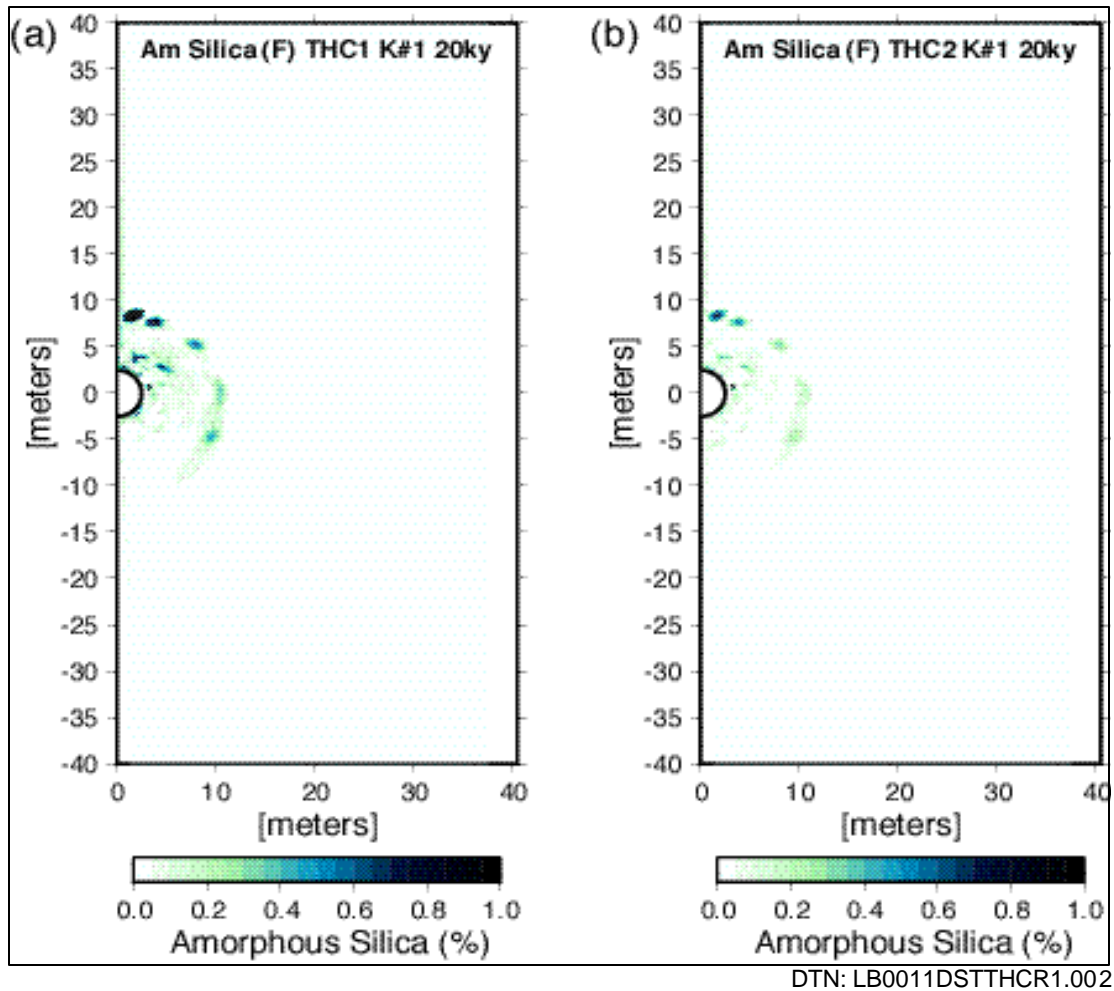 (a)
Am Silica (F) THC1 K#1 20ky
40
35
30
25
20
15
10
5
0
-5
-10
-15
-20
-25
-30
-35
-40
[meters]
0 10 20 30 40
[meters]
0.0 0.2 0.4 0.6 0.8 1.0
Amorphous Silica (%)
(b)
Am Silica (F) THC2 K#1 20ky
40
35
30
25
20
15
10
5
0
-5
-10
-15
-20
-25
-30
-35
-40
[meters]
0 10 20 30 40
[meters]
0.0 0.2 0.4 0.6 0.8 1.0
Amorphous Silica (%)
DTN: LB0011DSTTHCR1.002